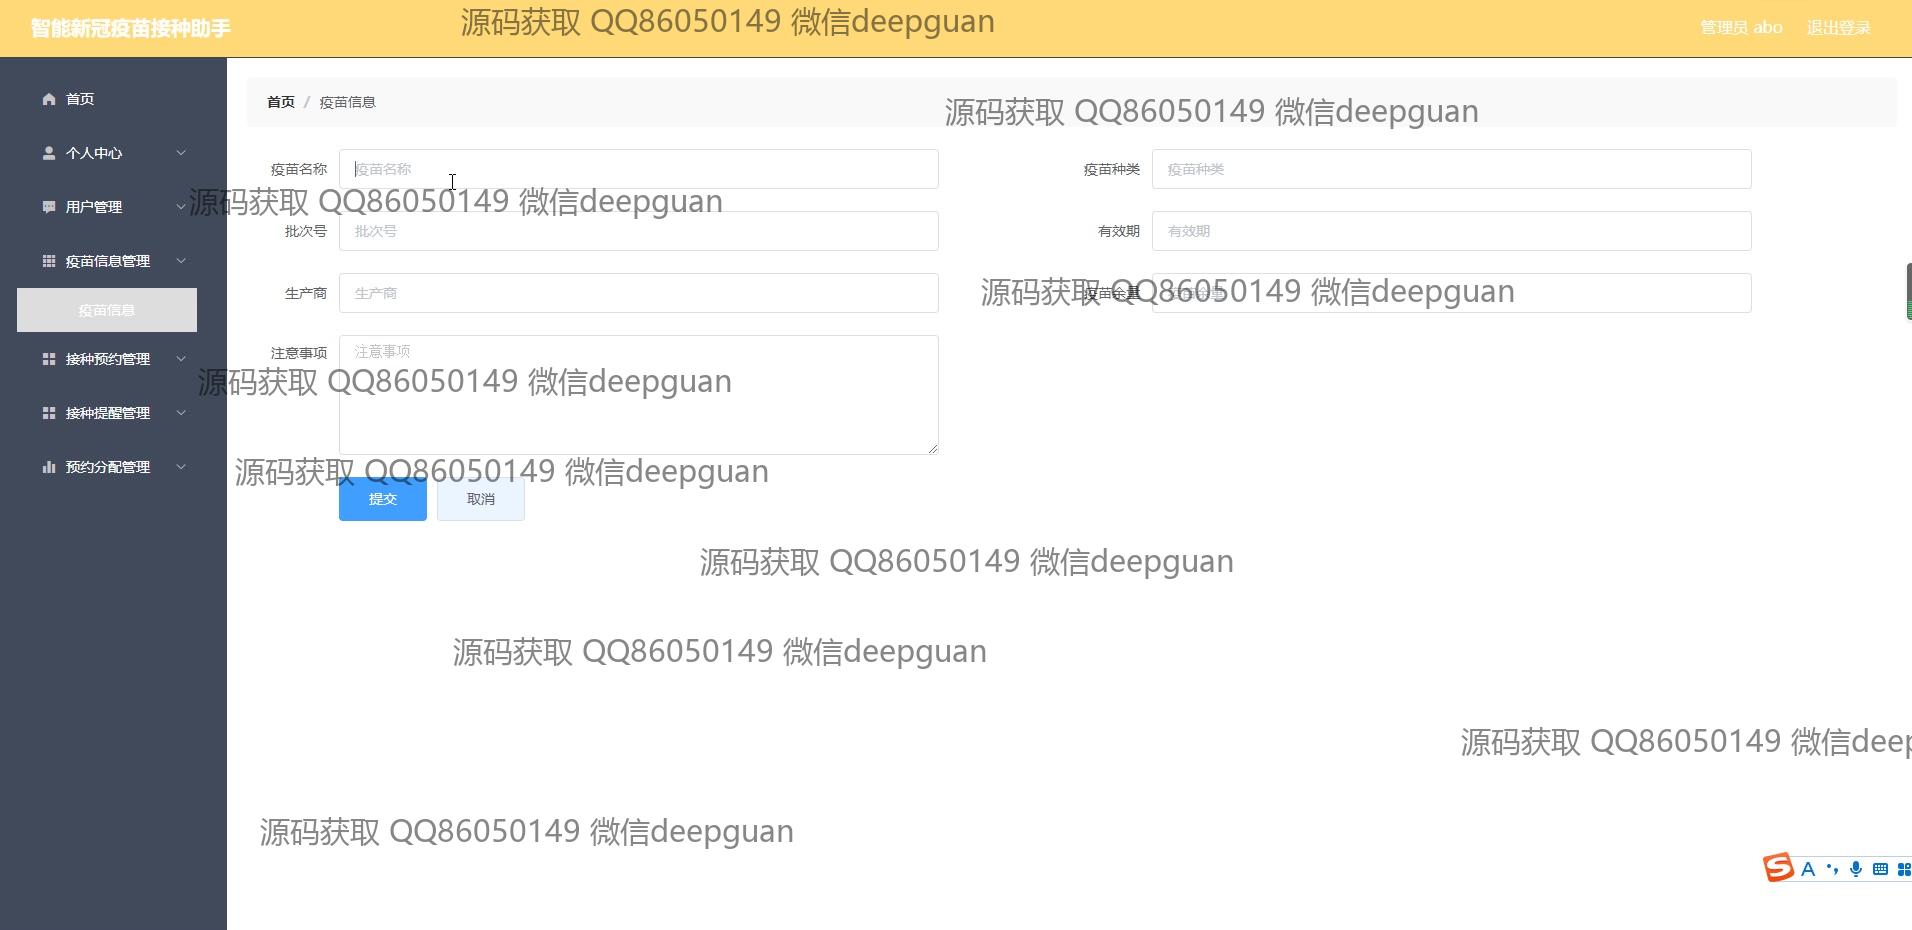 智能新冠疫苗接种助手
源码获取 QQ86050149 微信deepguan
管理员 abo
退出登录
首页
个人中心
用户管理
疫苗信息管理
疫苗信息
接种预约管理
接种提醒管理
预约分配管理
首页 / 疫苗信息
源码获取 QQ86050149 微信deepguan
疫苗名称 疫苗名称
疫苗种类 疫苗种类
源码获取 QQ86050149 微信deepguan
批次号 批次号
有效期 有效期
生产商 生产商
疫苗余量 疫苗余量
源码获取 QQ86050149 微信deepguan
注意事项 注意事项
源码获取 QQ86050149 微信deepguan
源码获取 QQ86050149 微信deepguan
提交 取消
源码获取 QQ86050149 微信deepguan
源码获取 QQ86050149 微信deepguan
源码获取 QQ86050149 微信deep
源码获取 QQ86050149 微信deepguan
S A